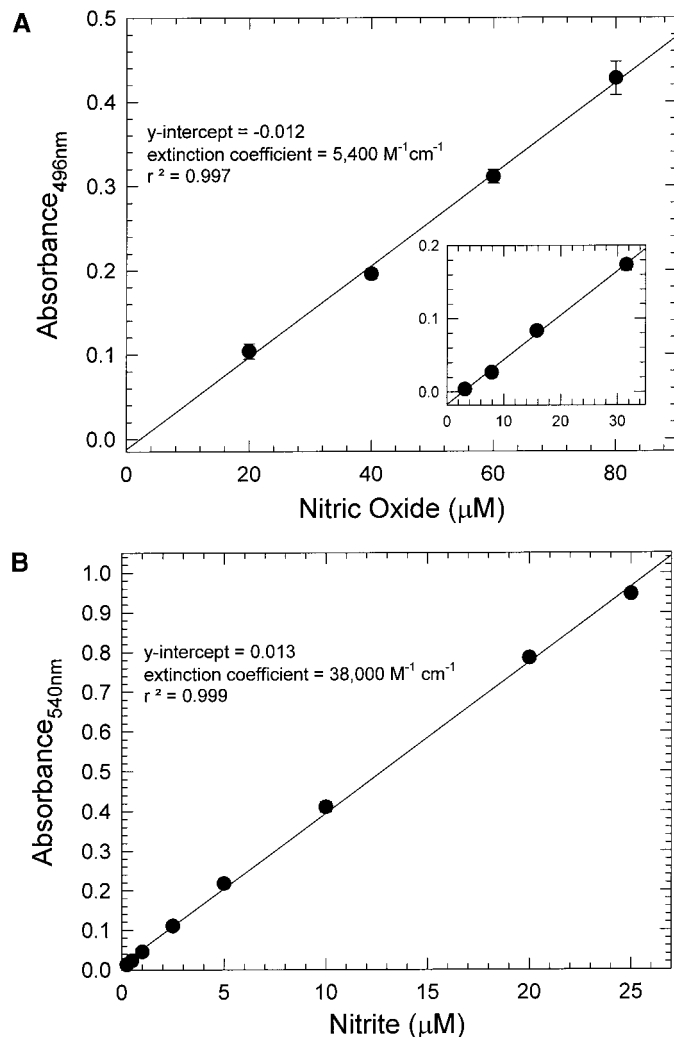 A
0.5
0.4
0.3
0.2
0.1
0.0
Absorbance496nm
y-intercept = -0.012
extinction coefficient = 5,400 M-1cm-1
r ² = 0.997
0.2
0.1
0.0
0 10 20 30
0 20 40 60 80
Nitric Oxide (μM)
B
1.0
0.9
0.8
0.7
0.6
0.5
0.4
0.3
0.2
0.1
0.0
Absorbance540nm
y-intercept = 0.013
extinction coefficient = 38,000 M-1 cm-1
r ² = 0.999
0 5 10 15 20 25
Nitrite (μM)